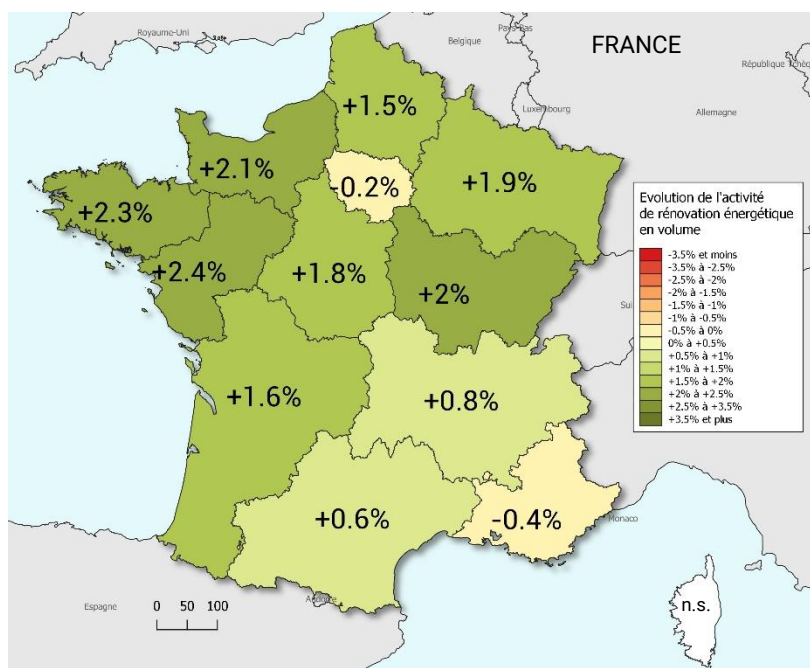 Royaume-Uni
Belgique
Pays-Bas
FRANCE
République Tchèq
Luxembourg
Allemagne
+1.5%
+2.1%
-0.2%
+1.9%
+2.3%
+2.4%
+1.8%
+2%
Sui
Evolution de l'activité
de rénovation énergétique
en volume
-3.5% et moins
-3.5% à -2.5%
-2.5% à -2%
-2% à -1.5%
-1.5% à -1%
-1% à -0.5%
-0.5% à 0%
0% à +0.5%
+0.5% à +1%
+1% à +1.5%
+1.5% à +2%
+2% à +2.5%
+2.5% à +3.5%
+3.5% et plus
+1.6%
+0.8%
+0.6%
-0.4%
Monaco
Espagne
Andorre
0 50 100
n.s.